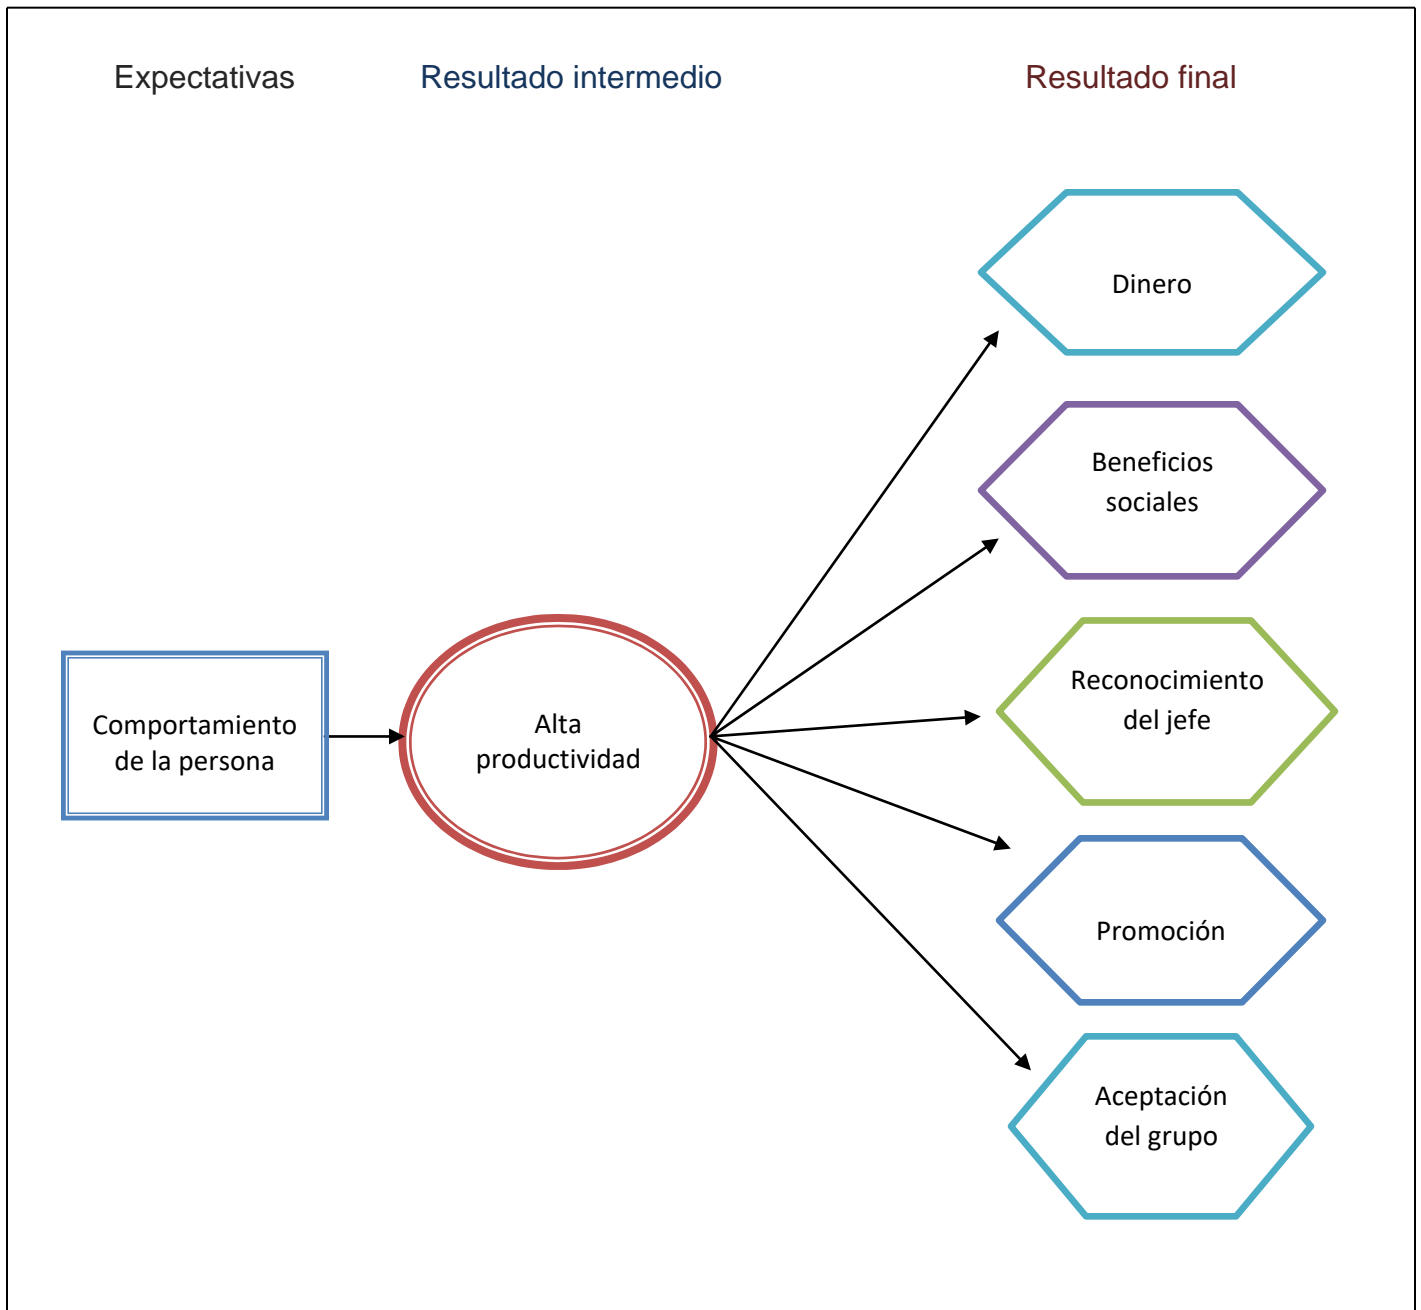 Expectativas
Resultado intermedio
Resultado final
Dinero
Beneficios
sociales
Reconocimiento
del jefe
Comportamiento
de la persona
Alta
productividad
Promoción
Aceptación
del grupo